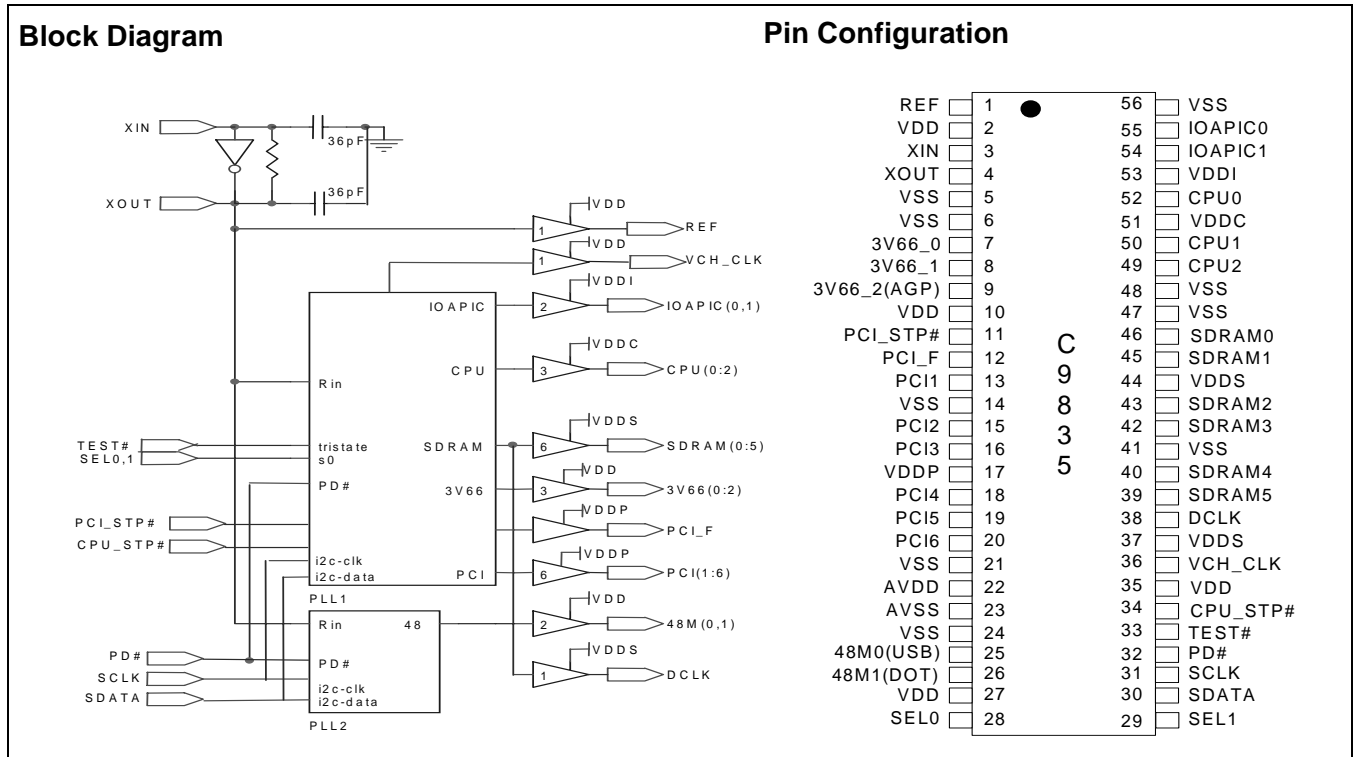 Block Diagram
XIN
36pF
XOUT
36pF
VDD
1
REF
VDD
1
VCH_CLK
VDDI
IOAPIC
2
IOAPIC(0,1)
VDDC
CPU
3
CPU(0:2)
Rin
VDDS
TEST#
tristate
SDRAM
6
SDRAM(0:5)
SEL0,1
s0
VDD
PD#
3V66
3
3V66(0:2)
VDDP
PCI_STP#
PCI_F
CPU_STP#
VDDP
i2c-clk
i2c-data
PCI
6
PCI(1:6)
PLL1
VDD
Rin
48
2
48M(0,1)
VDDS
PD#
PD#
SCLK
i2c-clk
1
DCLK
SDATA
i2c-data
PLL2
Pin Configuration
REF 1 56 VSS
VDD 2 55 IOAPIC0
XIN 3 54 IOAPIC1
XOUT 4 53 VDDI
VSS 5 52 CPU0
VSS 6 51 VDDC
3V66_0 7 50 CPU1
3V66_1 8 49 CPU2
3V66_2(AGP) 9 48 VSS
VDD 10 47 VSS
PCI_STP# 11 46 SDRAM0
PCI_F 12 45 SDRAM1
PCI1 13 44 VDDS
VSS 14 43 SDRAM2
PCI2 15 42 SDRAM3
PCI3 16 41 VSS
VDDP 17 40 SDRAM4
PCI4 18 39 SDRAM5
PCI5 19 38 DCLK
PCI6 20 37 VDDS
VSS 21 36 VCH_CLK
AVDD 22 35 VDD
AVSS 23 34 CPU_STP#
VSS 24 33 TEST#
48M0(USB) 25 32 PD#
48M1(DOT) 26 31 SCLK
VDD 27 30 SDATA
SEL0 28 29 SEL1
C
9
8
3
5